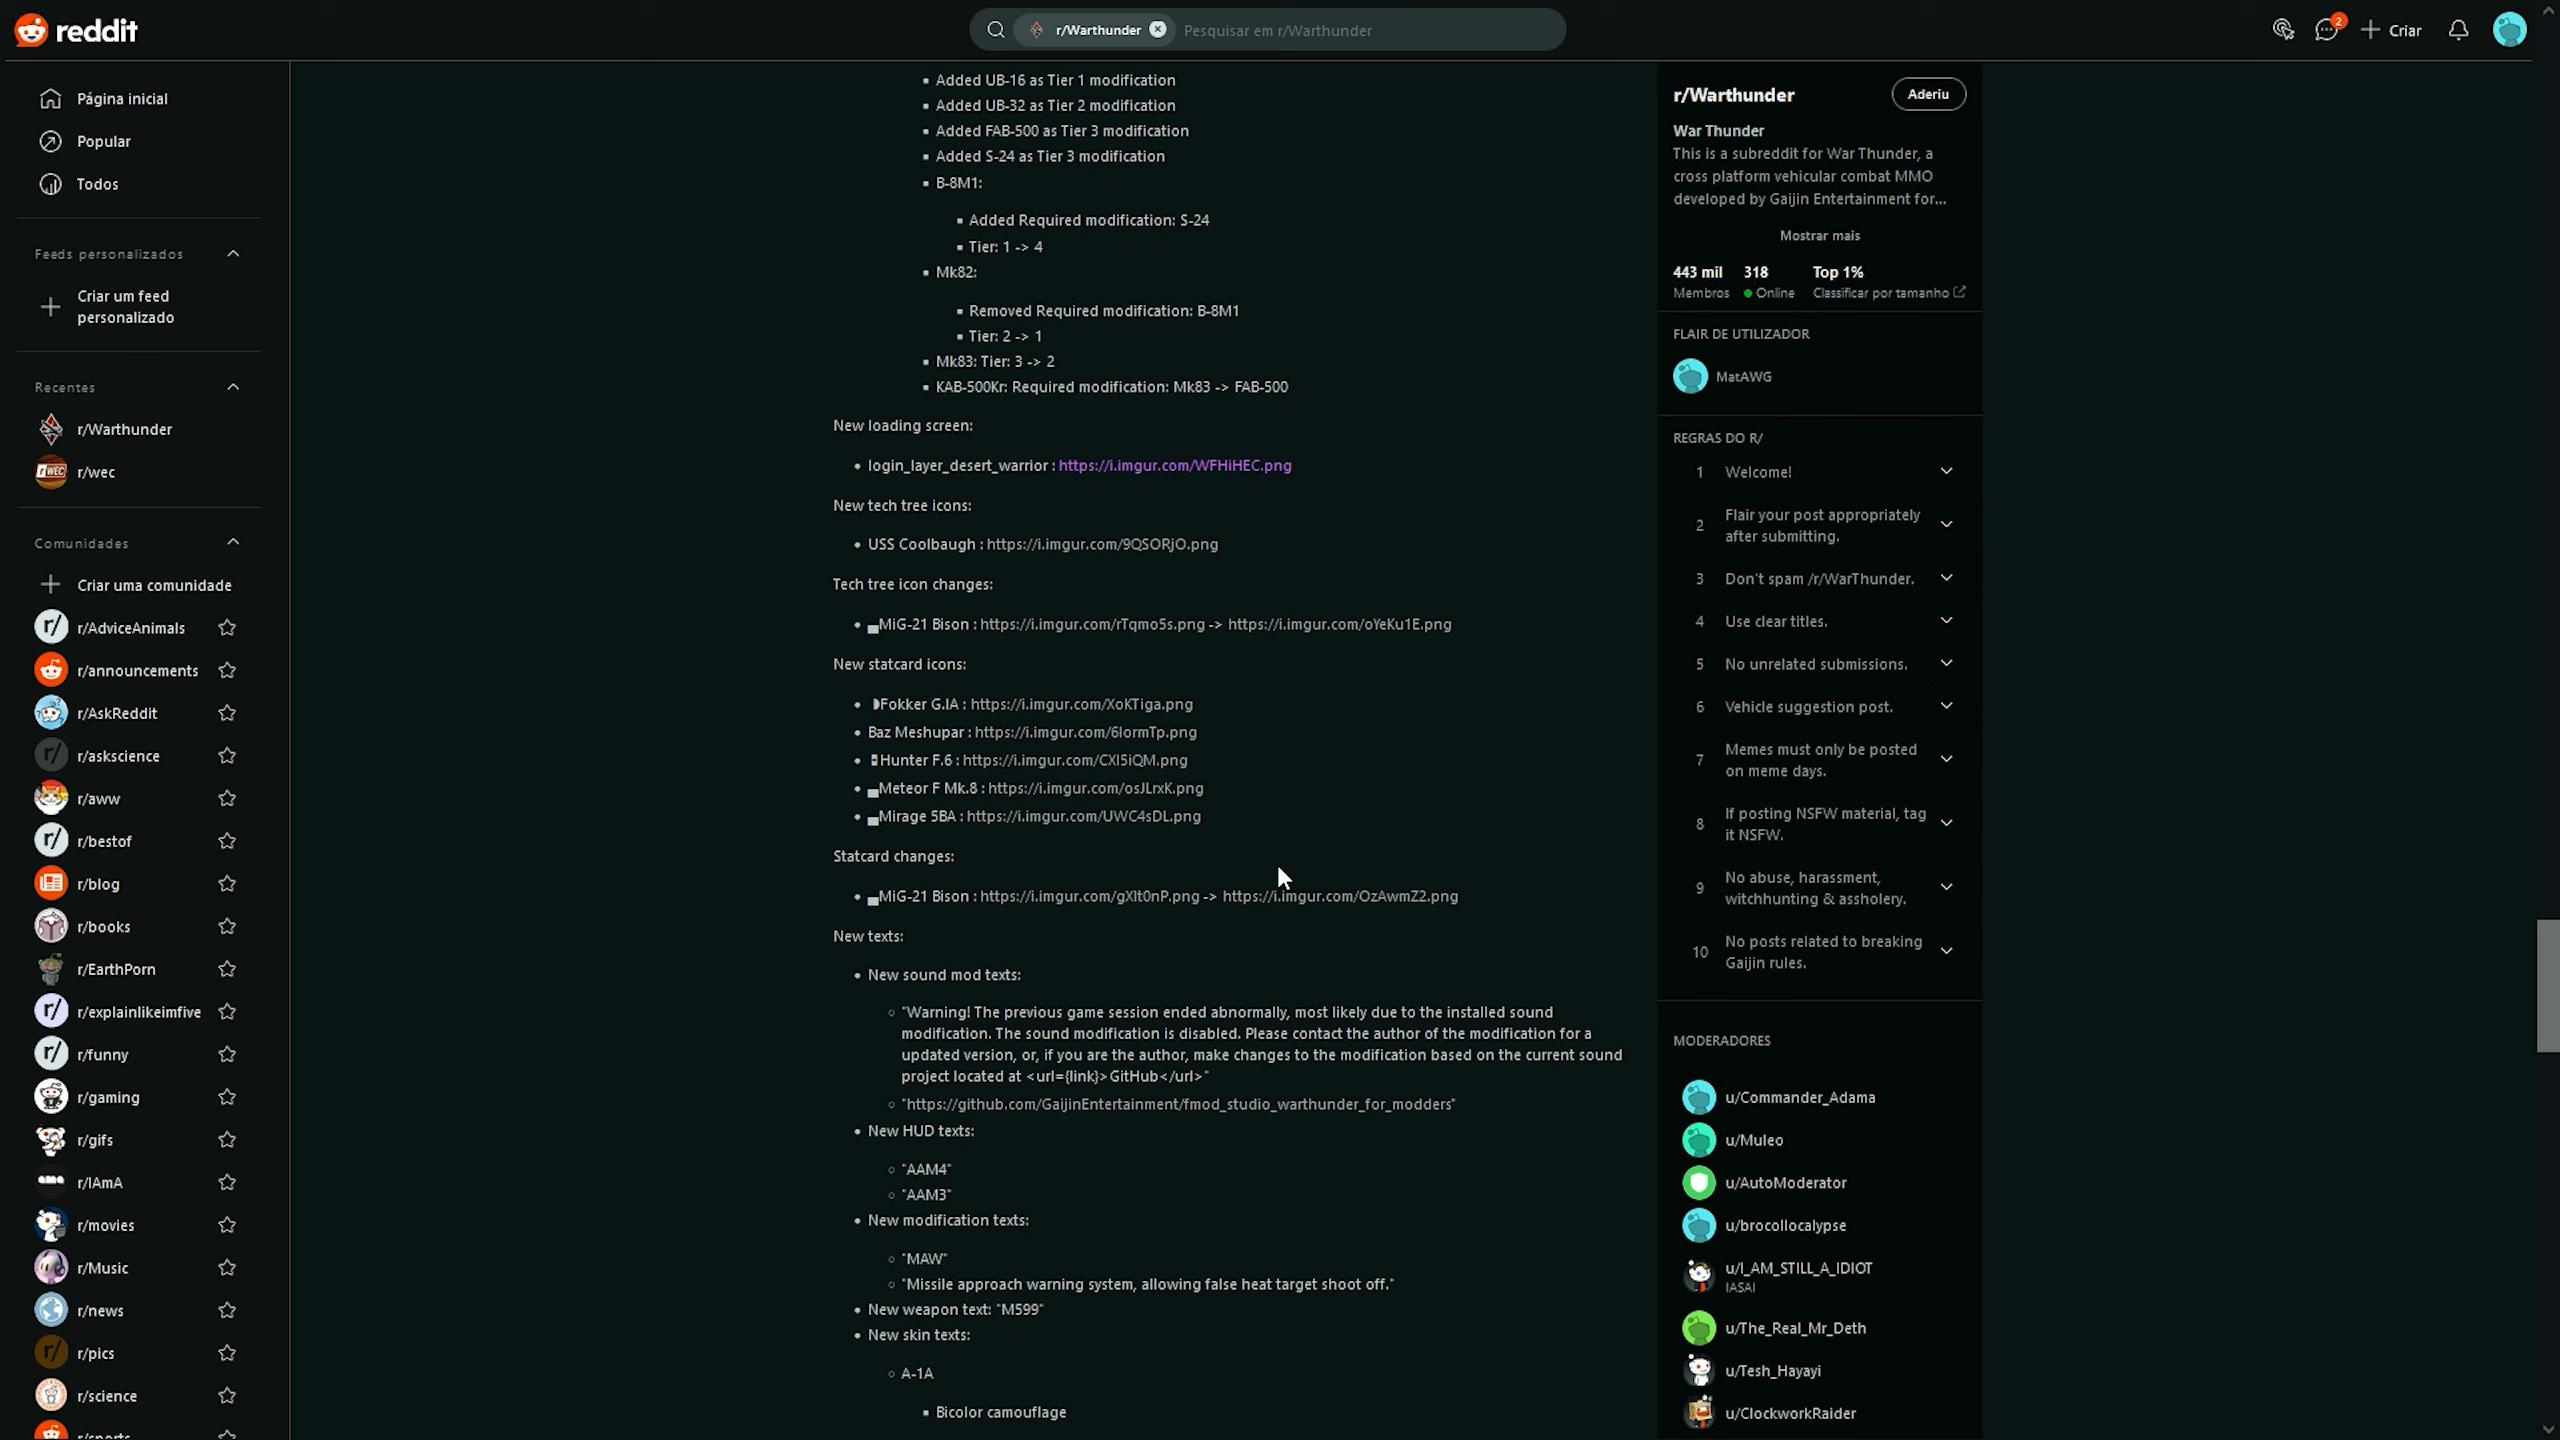 reddit
r/Warthunder
Pesquisar em r/Warthunder
2
Criar
Página inicial
Popular
Todos
Feeds personalizados
Criar um feed
personalizado
Recentes
r/Warthunder
r/wec
Comunidades
Criar uma comunidade
r/AdviceAnimals
r/announcements
r/AskReddit
r/askscience
r/aww
r/bestof
r/blog
r/books
r/EarthPorn
r/explainlikeimfive
r/funny
r/gaming
r/gifs
r/IAmA
r/movies
r/Music
r/news
r/pics
r/science
r/sports
▪ Added UB-16 as Tier 1 modification
▪ Added UB-32 as Tier 2 modification
▪ Added FAB-500 as Tier 3 modification
▪ Added S-24 as Tier 3 modification
▪ B-8M1:
▪ Added Required modification: S-24
▪ Tier: 1 -> 4
▪ Mk82:
▪ Removed Required modification: B-8M1
▪ Tier: 2 -> 1
▪ Mk83: Tier: 3 -> 2
▪ KAB-500Kr: Required modification: Mk83 -> FAB-500
New loading screen:
• login_layer_desert_warrior : https://i.imgur.com/WFHiHEC.png
New tech tree icons:
• USS Coolbaugh : https://i.imgur.com/9QSORjO.png
Tech tree icon changes:
• ▄MiG-21 Bison : https://i.imgur.com/rTqmo5s.png -> https://i.imgur.com/oYeKu1E.png
New statcard icons:
• ◗Fokker G.IA : https://i.imgur.com/XoKTiga.png
• Baz Meshupar : https://i.imgur.com/6IormTp.png
• Hunter F.6 : https://i.imgur.com/CXl5iQM.png
• ▄Meteor F Mk.8 : https://i.imgur.com/osJLrxK.png
• ▄Mirage 5BA : https://i.imgur.com/UWC4sDL.png
Statcard changes:
• ▄MiG-21 Bison : https://i.imgur.com/gXlt0nP.png -> https://i.imgur.com/OzAwmZ2.png
New texts:
• New sound mod texts:
○ "Warning! The previous game session ended abnormally, most likely due to the installed sound
modification. The sound modification is disabled. Please contact the author of the modification for a
updated version, or, if you are the author, make changes to the modification based on the current sound
project located at <url={link}>GitHub</url>"
○ "https://github.com/GaijinEntertainment/fmod_studio_warthunder_for_modders"
• New HUD texts:
○ "AAM4"
○ "AAM3"
• New modification texts:
○ "MAW"
○ "Missile approach warning system, allowing false heat target shoot off."
• New weapon text: "M599"
• New skin texts:
○ A-1A
▪ Bicolor camouflage
r/Warthunder
Aderiu
War Thunder
This is a subreddit for War Thunder, a
cross platform vehicular combat MMO
developed by Gaijin Entertainment for...
Mostrar mais
443 mil 318 Top 1%
Membros Online Classificar por tamanho
FLAIR DE UTILIZADOR
MatAWG
REGRAS DO R/
1 Welcome!
2 Flair your post appropriately
after submitting.
3 Don't spam /r/WarThunder.
4 Use clear titles.
5 No unrelated submissions.
6 Vehicle suggestion post.
7 Memes must only be posted
on meme days.
8 If posting NSFW material, tag
it NSFW.
9 No abuse, harassment,
witchhunting & assholery.
10 No posts related to breaking
Gaijin rules.
MODERADORES
u/Commander_Adama
u/Muleo
u/AutoModerator
u/brocollocalypse
u/I_AM_STILL_A_IDIOT
IASAI
u/The_Real_Mr_Deth
u/Tesh_Hayayi
u/ClockworkRaider